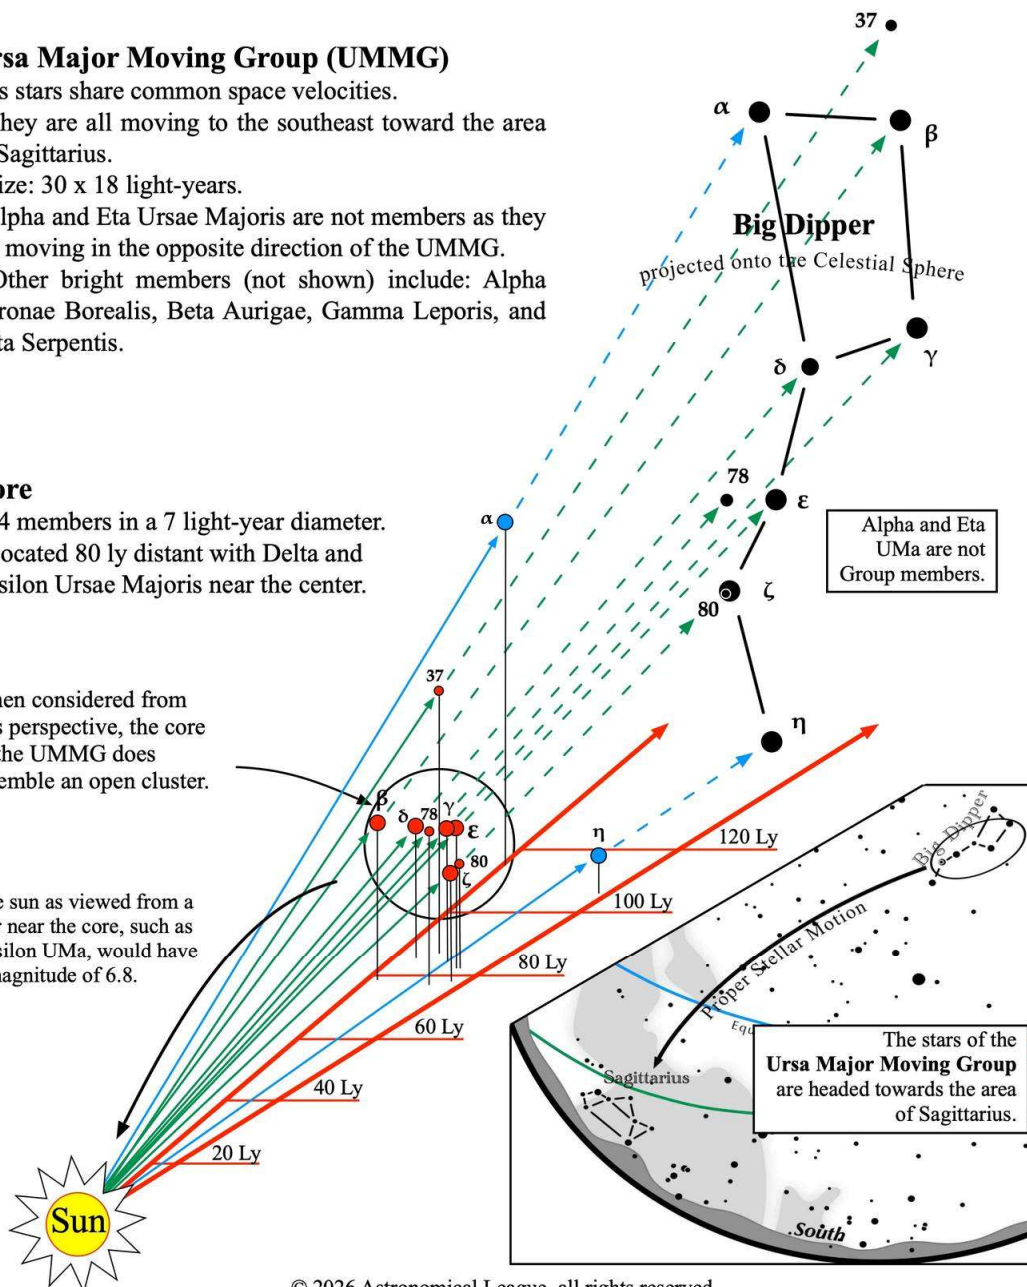 rsa Major Moving Group (UMMG)
s stars share common space velocities.
hey are all moving to the southeast toward the area
Sagittarius.
ize: 30 x 18 light-years.
lpha and Eta Ursae Majoris are not members as they
moving in the opposite direction of the UMMG.
Other bright members (not shown) include: Alpha
ronae Borealis, Beta Aurigae, Gamma Leporis, and
ta Serpentis.
ore
4 members in a 7 light-year diameter.
ocated 80 ly distant with Delta and
silon Ursae Majoris near the center.
hen considered from
s perspective, the core
the UMMG does
emble an open cluster.
e sun as viewed from a
r near the core, such as
silon UMa, would have
nagnitude of 6.8.
37
α
β
Big Dipper
projected onto the Celestial Sphere
γ
δ
78
ε
ζ
80
η
Alpha and Eta
UMa are not
Group members.
α
37
β
δ
78
γ
ε
80
ζ
η
120 Ly
100 Ly
80 Ly
60 Ly
40 Ly
20 Ly
Sun
Big Dipper
Proper Stellar Motion
Equ
Sagittarius
The stars of the
Ursa Major Moving Group
are headed towards the area
of Sagittarius.
South
© 2026 Astronomical League, all rights reserved